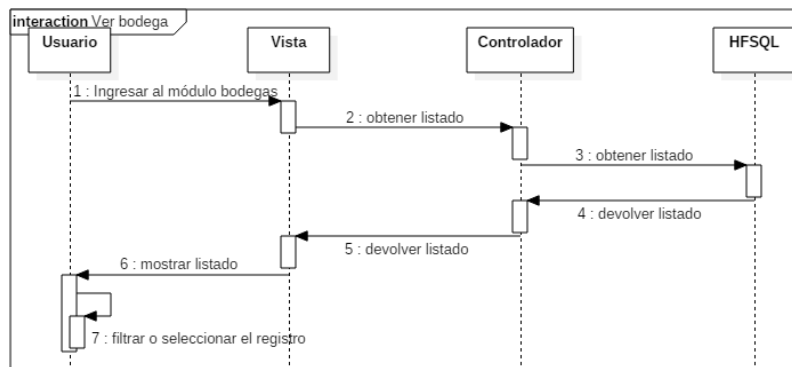 interaction Ver bodega
Usuario
Vista
Controlador
HFSQL
1 : Ingresar al módulo bodegas
2 : obtener listado
3 : obtener listado
4 : devolver listado
5 : devolver listado
6 : mostrar listado
7 : filtrar o seleccionar el registro